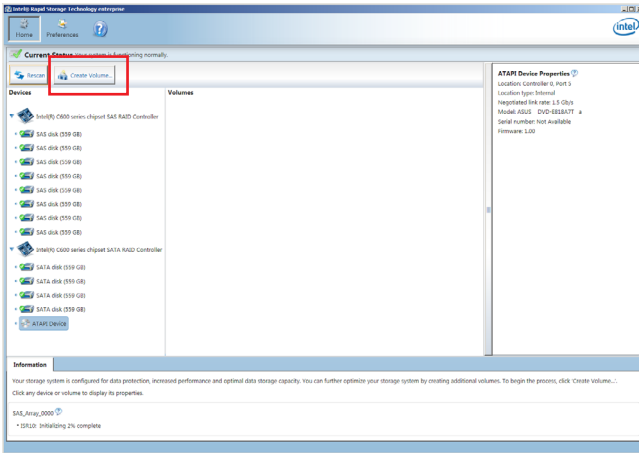 Intel® Rapid Storage Technology enterprise
Home
Preferences
intel
Current Status Your system is functioning normally.
Rescan
Create Volume...
Devices
Volumes
Intel(R) C600 series chipset SAS RAID Controller
SAS disk (559 GB)
SAS disk (559 GB)
SAS disk (559 GB)
SAS disk (559 GB)
SAS disk (559 GB)
SAS disk (559 GB)
SAS disk (559 GB)
SAS disk (559 GB)
Intel(R) C600 series chipset SATA RAID Controller
SATA disk (559 GB)
SATA disk (559 GB)
SATA disk (559 GB)
SATA disk (559 GB)
ATAPI Device
ATAPI Device Properties
Location: Controller 0, Port 5
Location type: Internal
Negotiated link rate: 1.5 Gb/s
Model: ASUS DVD-E818A7T a
Serial number: Not Available
Firmware: 1.00
Information
Your storage system is configured for data protection, increased performance and optimal data storage capacity. You can further optimize your storage system by creating additional volumes. To begin the process, click 'Create Volume...'.
Click any device or volume to display its properties.
SAS_Array_0000
• ISR10: Initializing 2% complete